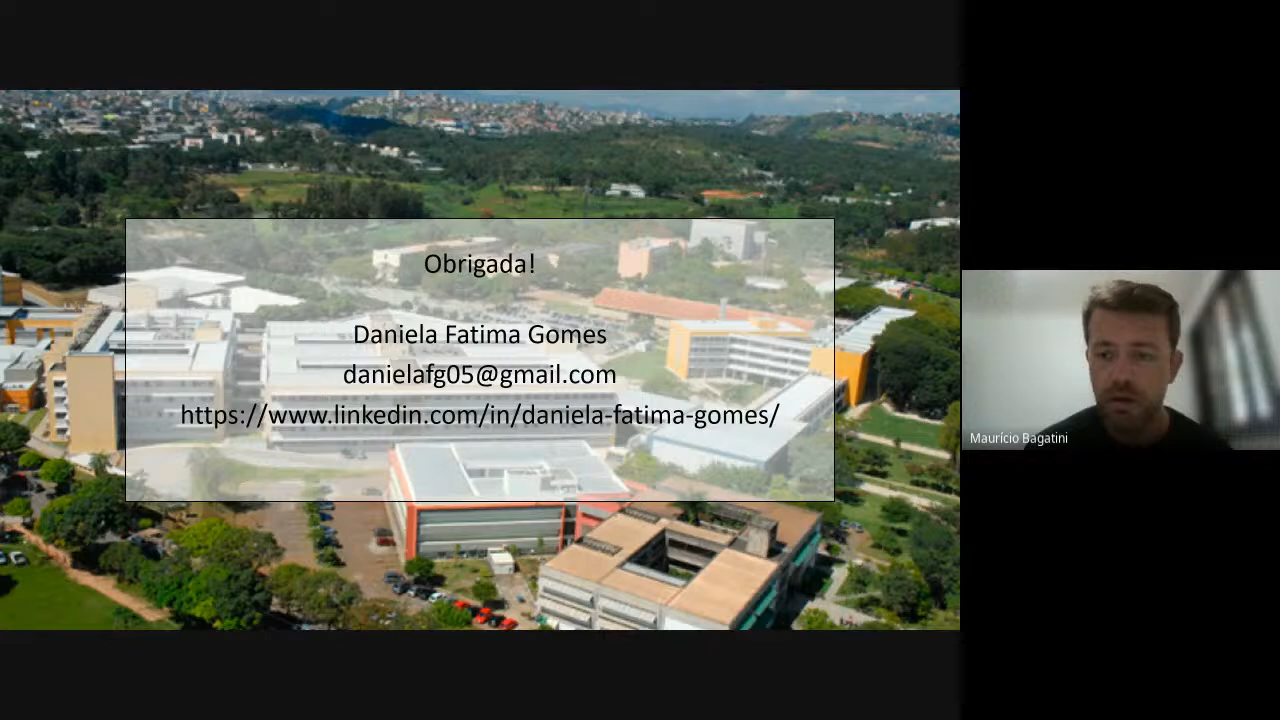 Obrigada!
Daniela Fatima Gomes
danielafg05@gmail.com
https://www.linkedin.com/in/daniela-fatima-gomes/
Maurício Bagatini